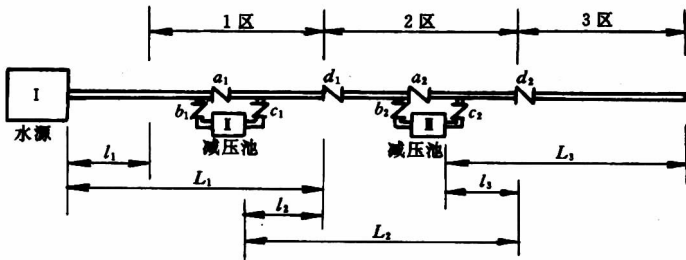 1区 2区 3区
I
水源
a₁ d₁ a₂ d₂
b₁ c₁ b₂ c₂
Ⅱ Ⅲ
减压池 减压池
l₁ L₃
L₁ l₃
l₂ L₂